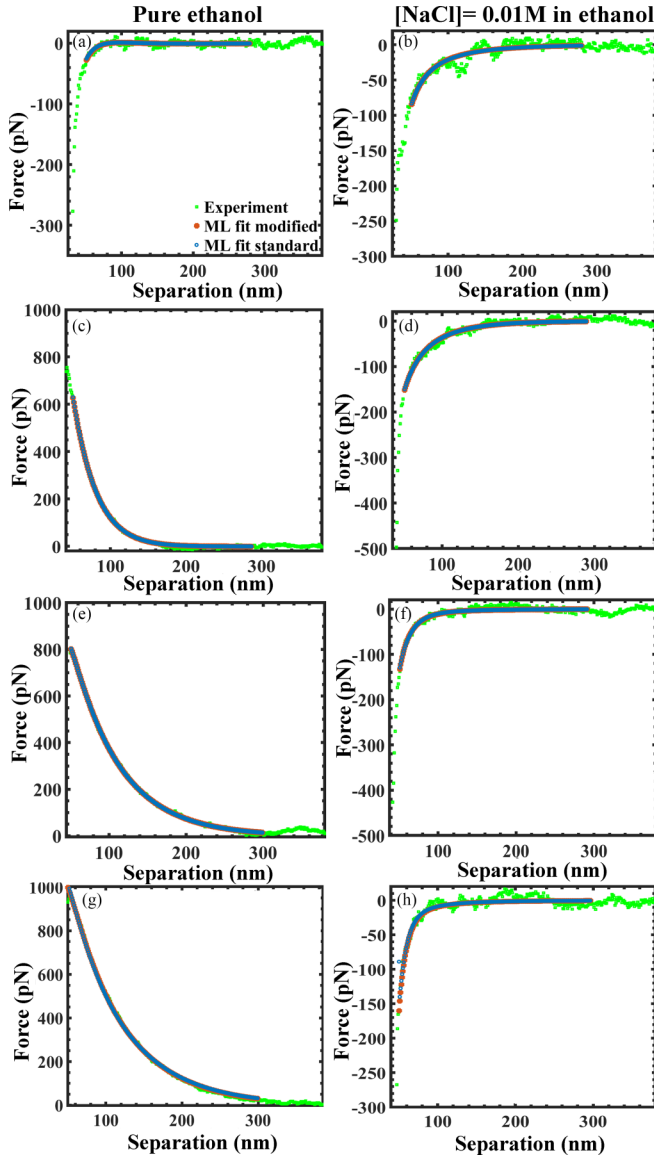 Pure ethanol
[NaCl]= 0.01M in ethanol
(a)
0
-100
-200
-300
Force (pN)
Experiment
ML fit modified
ML fit standard
100 200 300
Separation (nm)
(b)
0
-50
-100
-150
-200
-250
-300
Force (pN)
100 200 300
Separation (nm)
(c)
1000
800
600
400
200
0
Force (pN)
100 200 300
Separation (nm)
(d)
0
-100
-200
-300
-400
-500
Force (pN)
100 200 300
Separation (nm)
(e)
1000
800
600
400
200
0
Force (pN)
100 200 300
Separation (nm)
(f)
0
-100
-200
-300
-400
-500
Force (pN)
100 200 300
Separation (nm)
(g)
1000
800
600
400
200
0
Force (pN)
100 200 300
Separation (nm)
(h)
0
-50
-100
-150
-200
-250
-300
Force (pN)
100 200 300
Separation (nm)